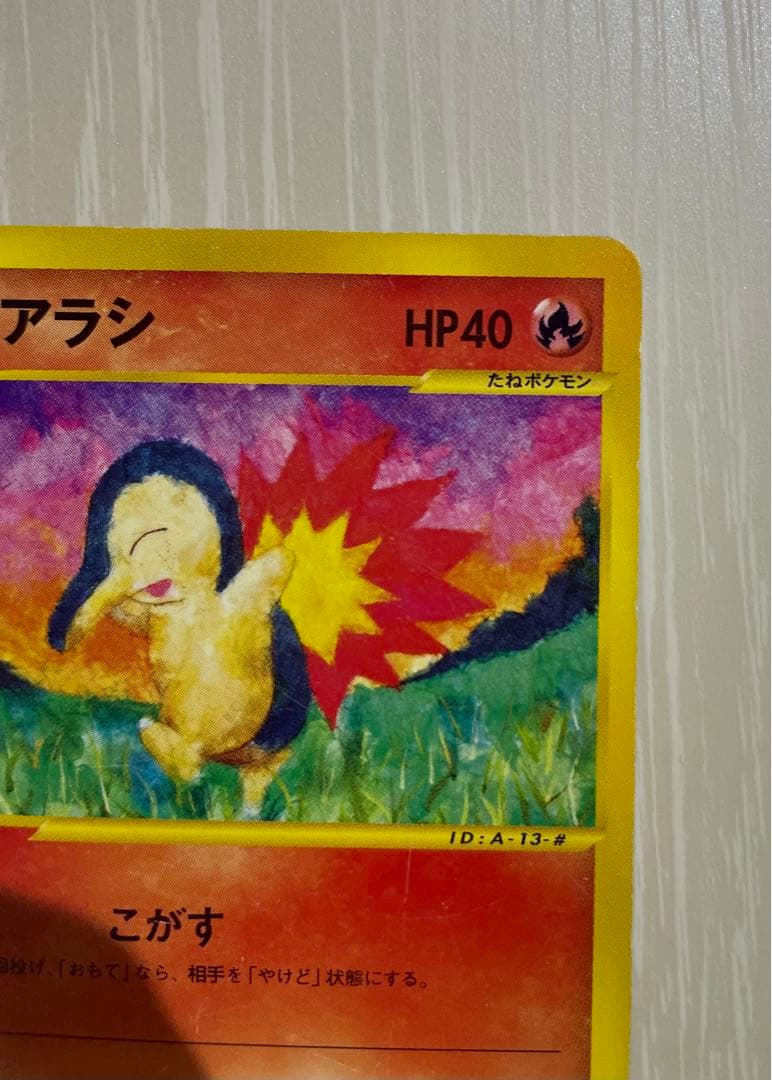 アラシ HP40
たねポケモン
ID:A-13-#
こがす
投げ、「おもて」なら、相手を「やけど」状態にする。